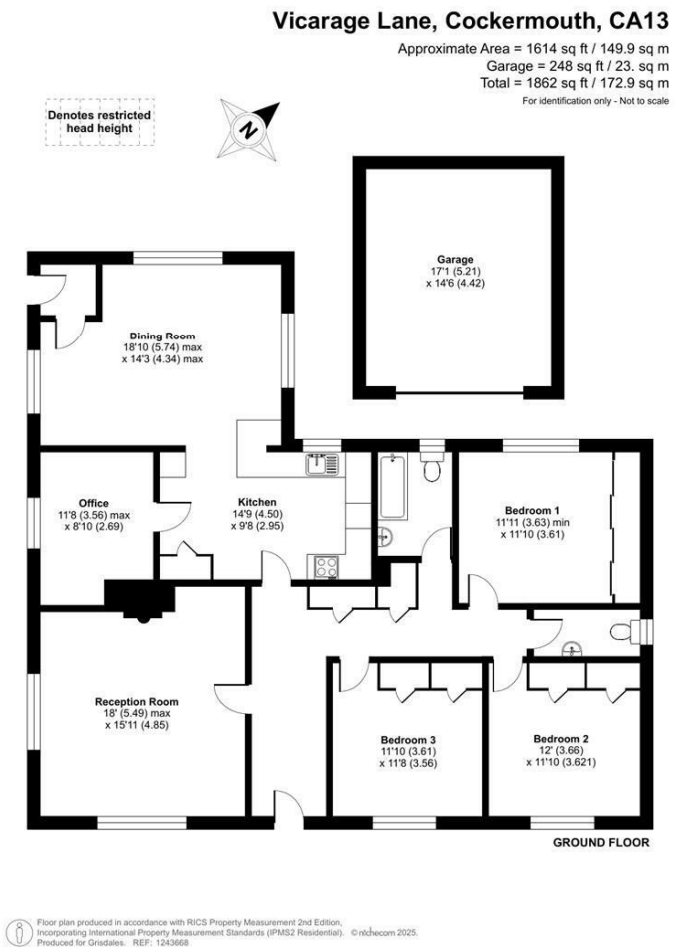 Vicarage Lane, Cockermouth, CA13
Approximate Area = 1614 sq ft / 149.9 sq m
Garage = 248 sq ft / 23. sq m
Total = 1862 sq ft / 172.9 sq m
For identification only - Not to scale
Denotes restricted
head height
N
Garage
17'1 (5.21)
x 14'6 (4.42)
Dining Room
18'10 (5.74) max
x 14'3 (4.34) max
Office
11'8 (3.56) max
x 8'10 (2.69)
Kitchen
14'9 (4.50)
x 9'8 (2.95)
Bedroom 1
11'11 (3.63) min
x 11'10 (3.61)
Reception Room
18' (5.49) max
x 15'11 (4.85)
Bedroom 3
11'10 (3.61)
x 11'8 (3.56)
Bedroom 2
12' (3.66)
x 11'10 (3.621)
GROUND FLOOR
Floor plan produced in accordance with RICS Property Measurement 2nd Edition,
Incorporating International Property Measurement Standards (IPMS2 Residential). © nichecom 2025.
Produced for Grisdales. REF: 1243668